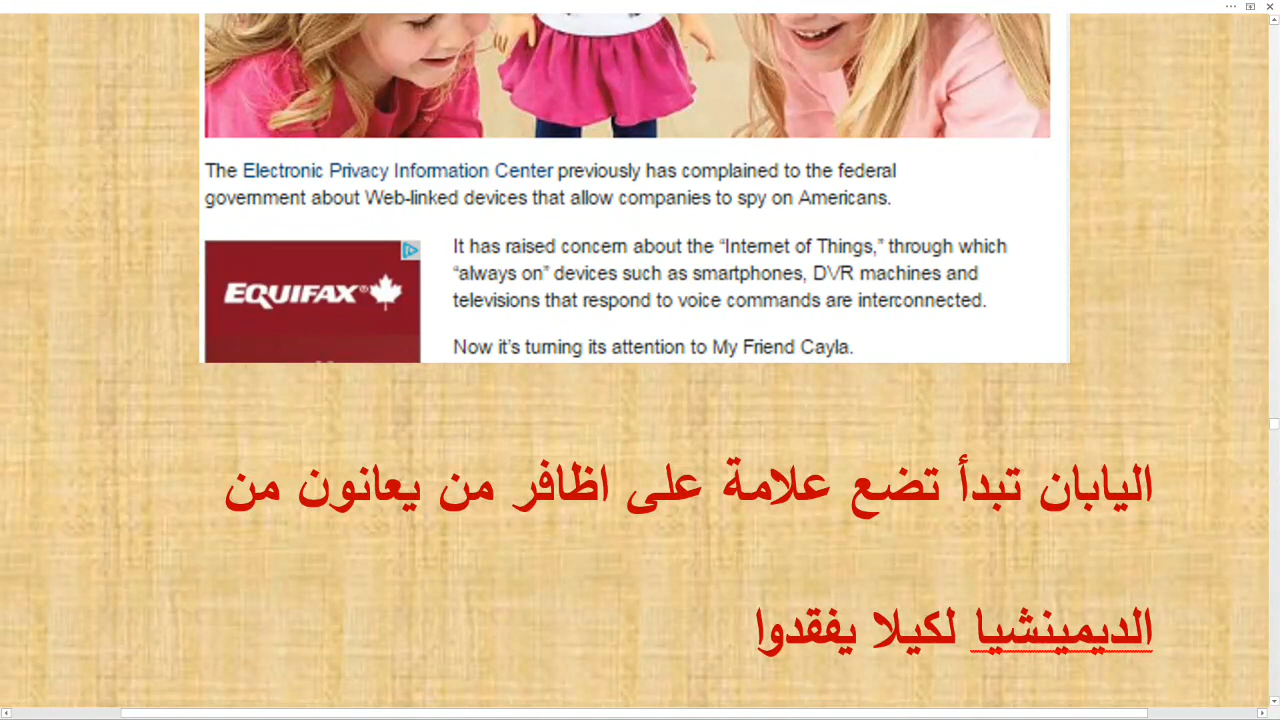 The Electronic Privacy Information Center previously has complained to the federal
government about Web-linked devices that allow companies to spy on Americans.
It has raised concern about the “Internet of Things,” through which
“always on” devices such as smartphones, DVR machines and
televisions that respond to voice commands are interconnected.
Now it’s turning its attention to My Friend Cayla.
EQUIFAX®
اليابان تبدأ تضع علامة على اظافر من يعانون من
الديمينشيا لكيلا يفقدوا